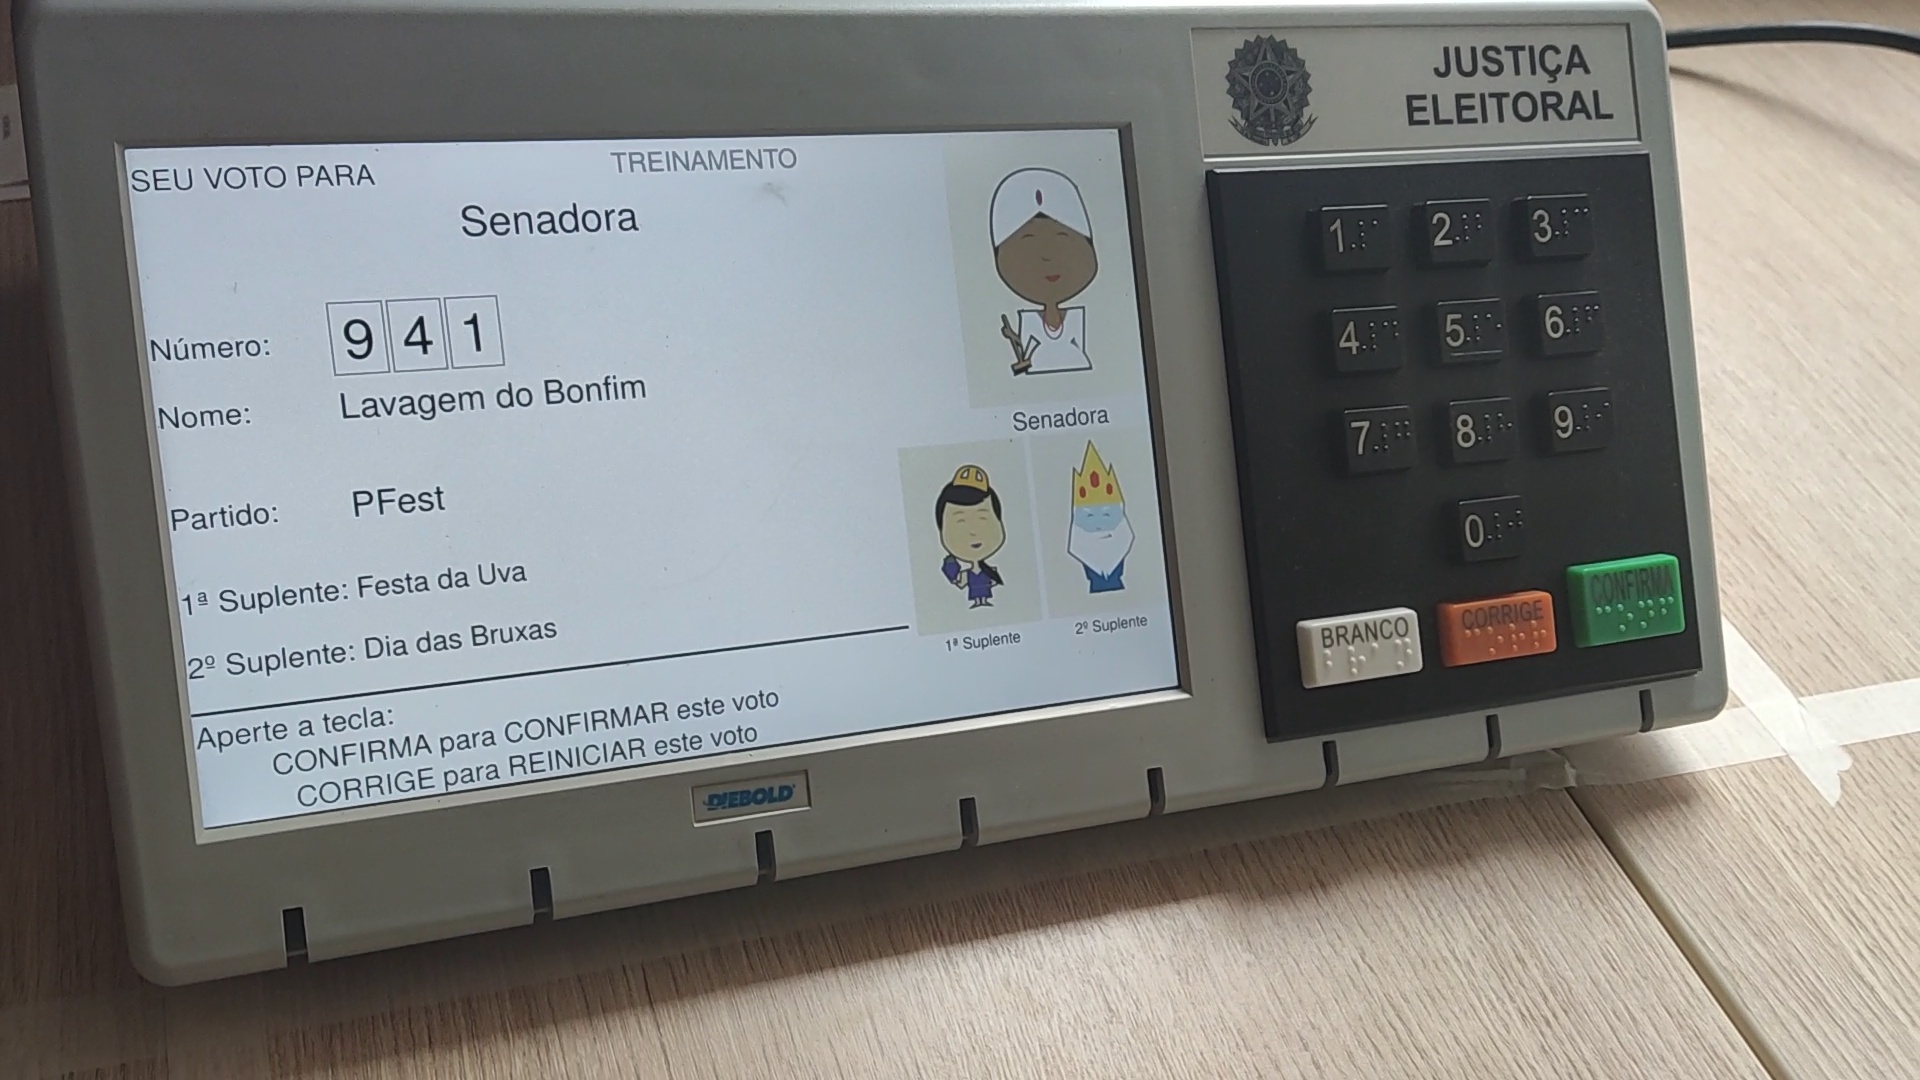 SEU VOTO PARA
TREINAMENTO
Senadora
Número: 9 4 1
Nome: Lavagem do Bonfim
Partido: PFest
1ª Suplente: Festa da Uva
2º Suplente: Dia das Bruxas
Aperte a tecla:
CONFIRMA para CONFIRMAR este voto
CORRIGE para REINICIAR este voto
Senadora
1ª Suplente
2º Suplente
DIEBOLD
JUSTIÇA
ELEITORAL
1 2 3
4 5 6
7 8 9
0
BRANCO CORRIGE CONFIRMA